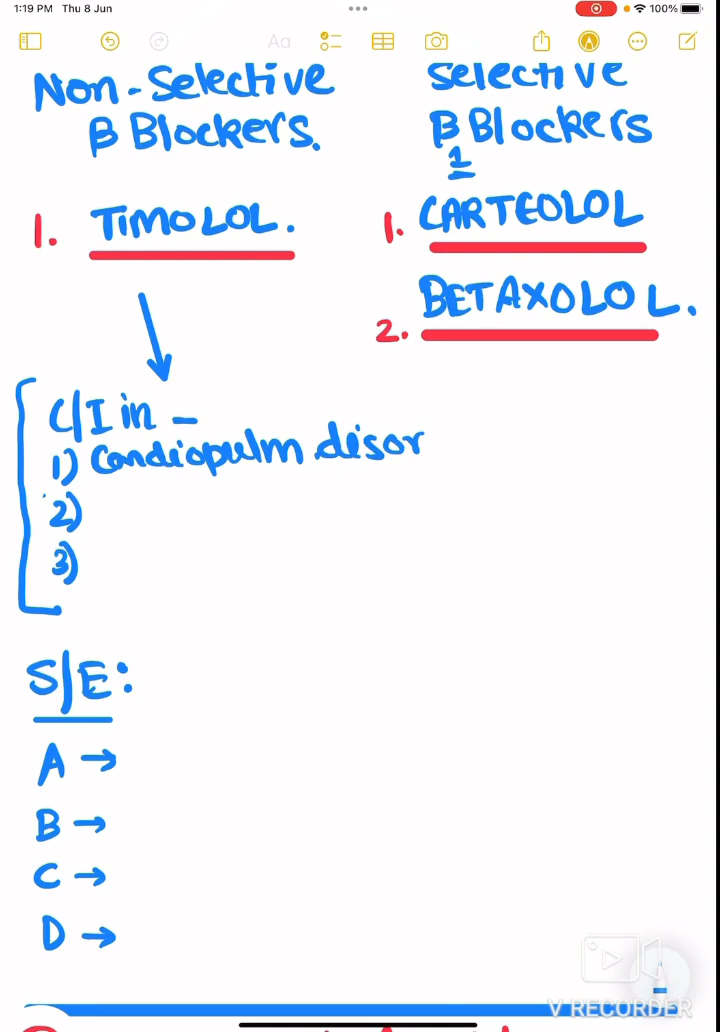 1:19 PM Thu 8 Jun
100%
Aa
Non-Selective
β Blockers.
1. TIMOLOL.
Selective
β Blockers
1
1. CARTEOLOL
2. BETAXOLOL.
C/I in -
1) Cardiopulm disor
2)
3)
S/E:
A →
B →
C →
D →
V RECORDER